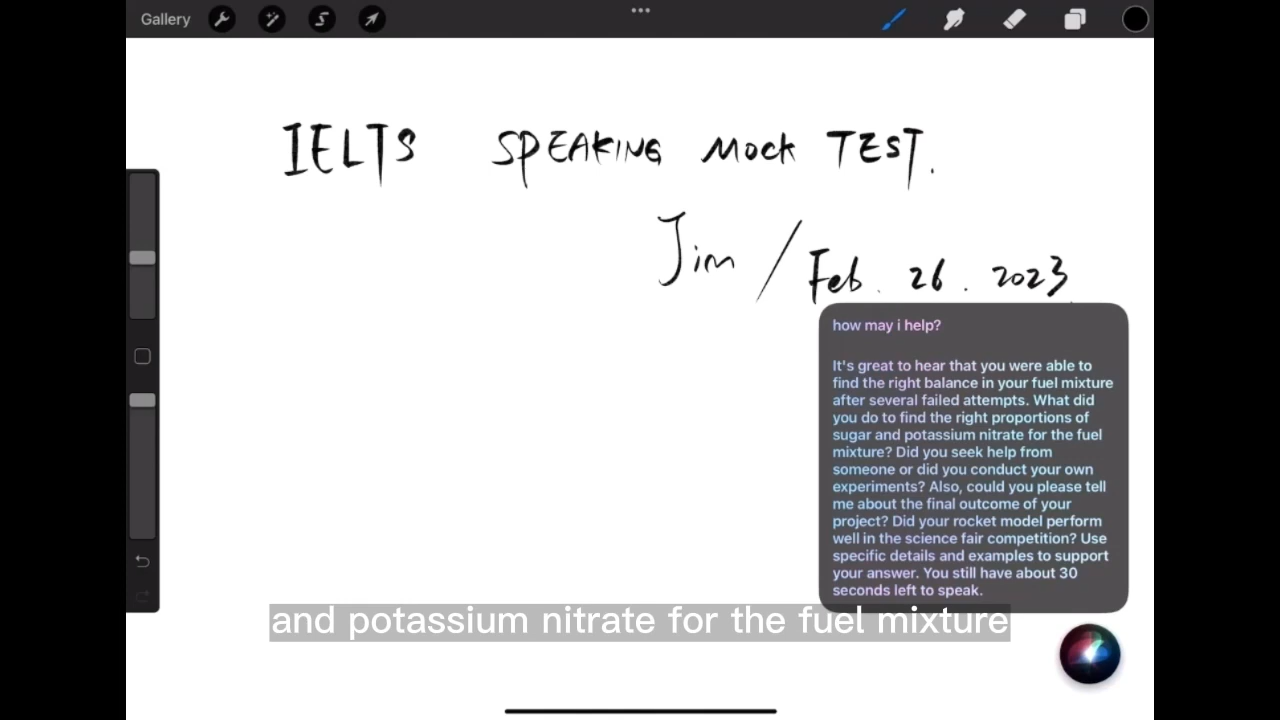 Gallery
IELTS SPEAKING MOCK TEST.
Jim / Feb. 26. 2023
how may i help?
It's great to hear that you were able to
find the right balance in your fuel mixture
after several failed attempts. What did
you do to find the right proportions of
sugar and potassium nitrate for the fuel
mixture? Did you seek help from
someone or did you conduct your own
experiments? Also, could you please tell
me about the final outcome of your
project? Did your rocket model perform
well in the science fair competition? Use
specific details and examples to support
your answer. You still have about 30
seconds left to speak.
and potassium nitrate for the fuel mixture